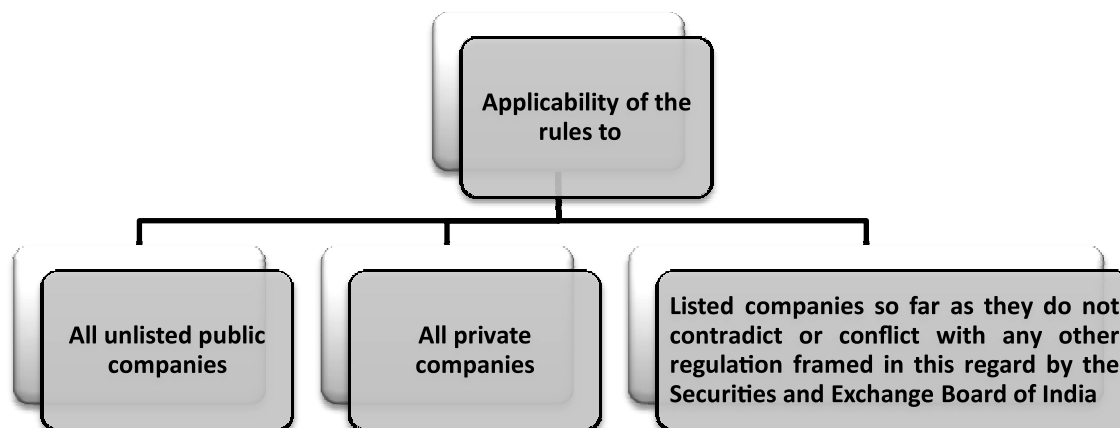 Applicability of the
rules to
All unlisted public
companies
All private
companies
Listed companies so far as they do not
contradict or conflict with any other
regulation framed in this regard by the
Securities and Exchange Board of India